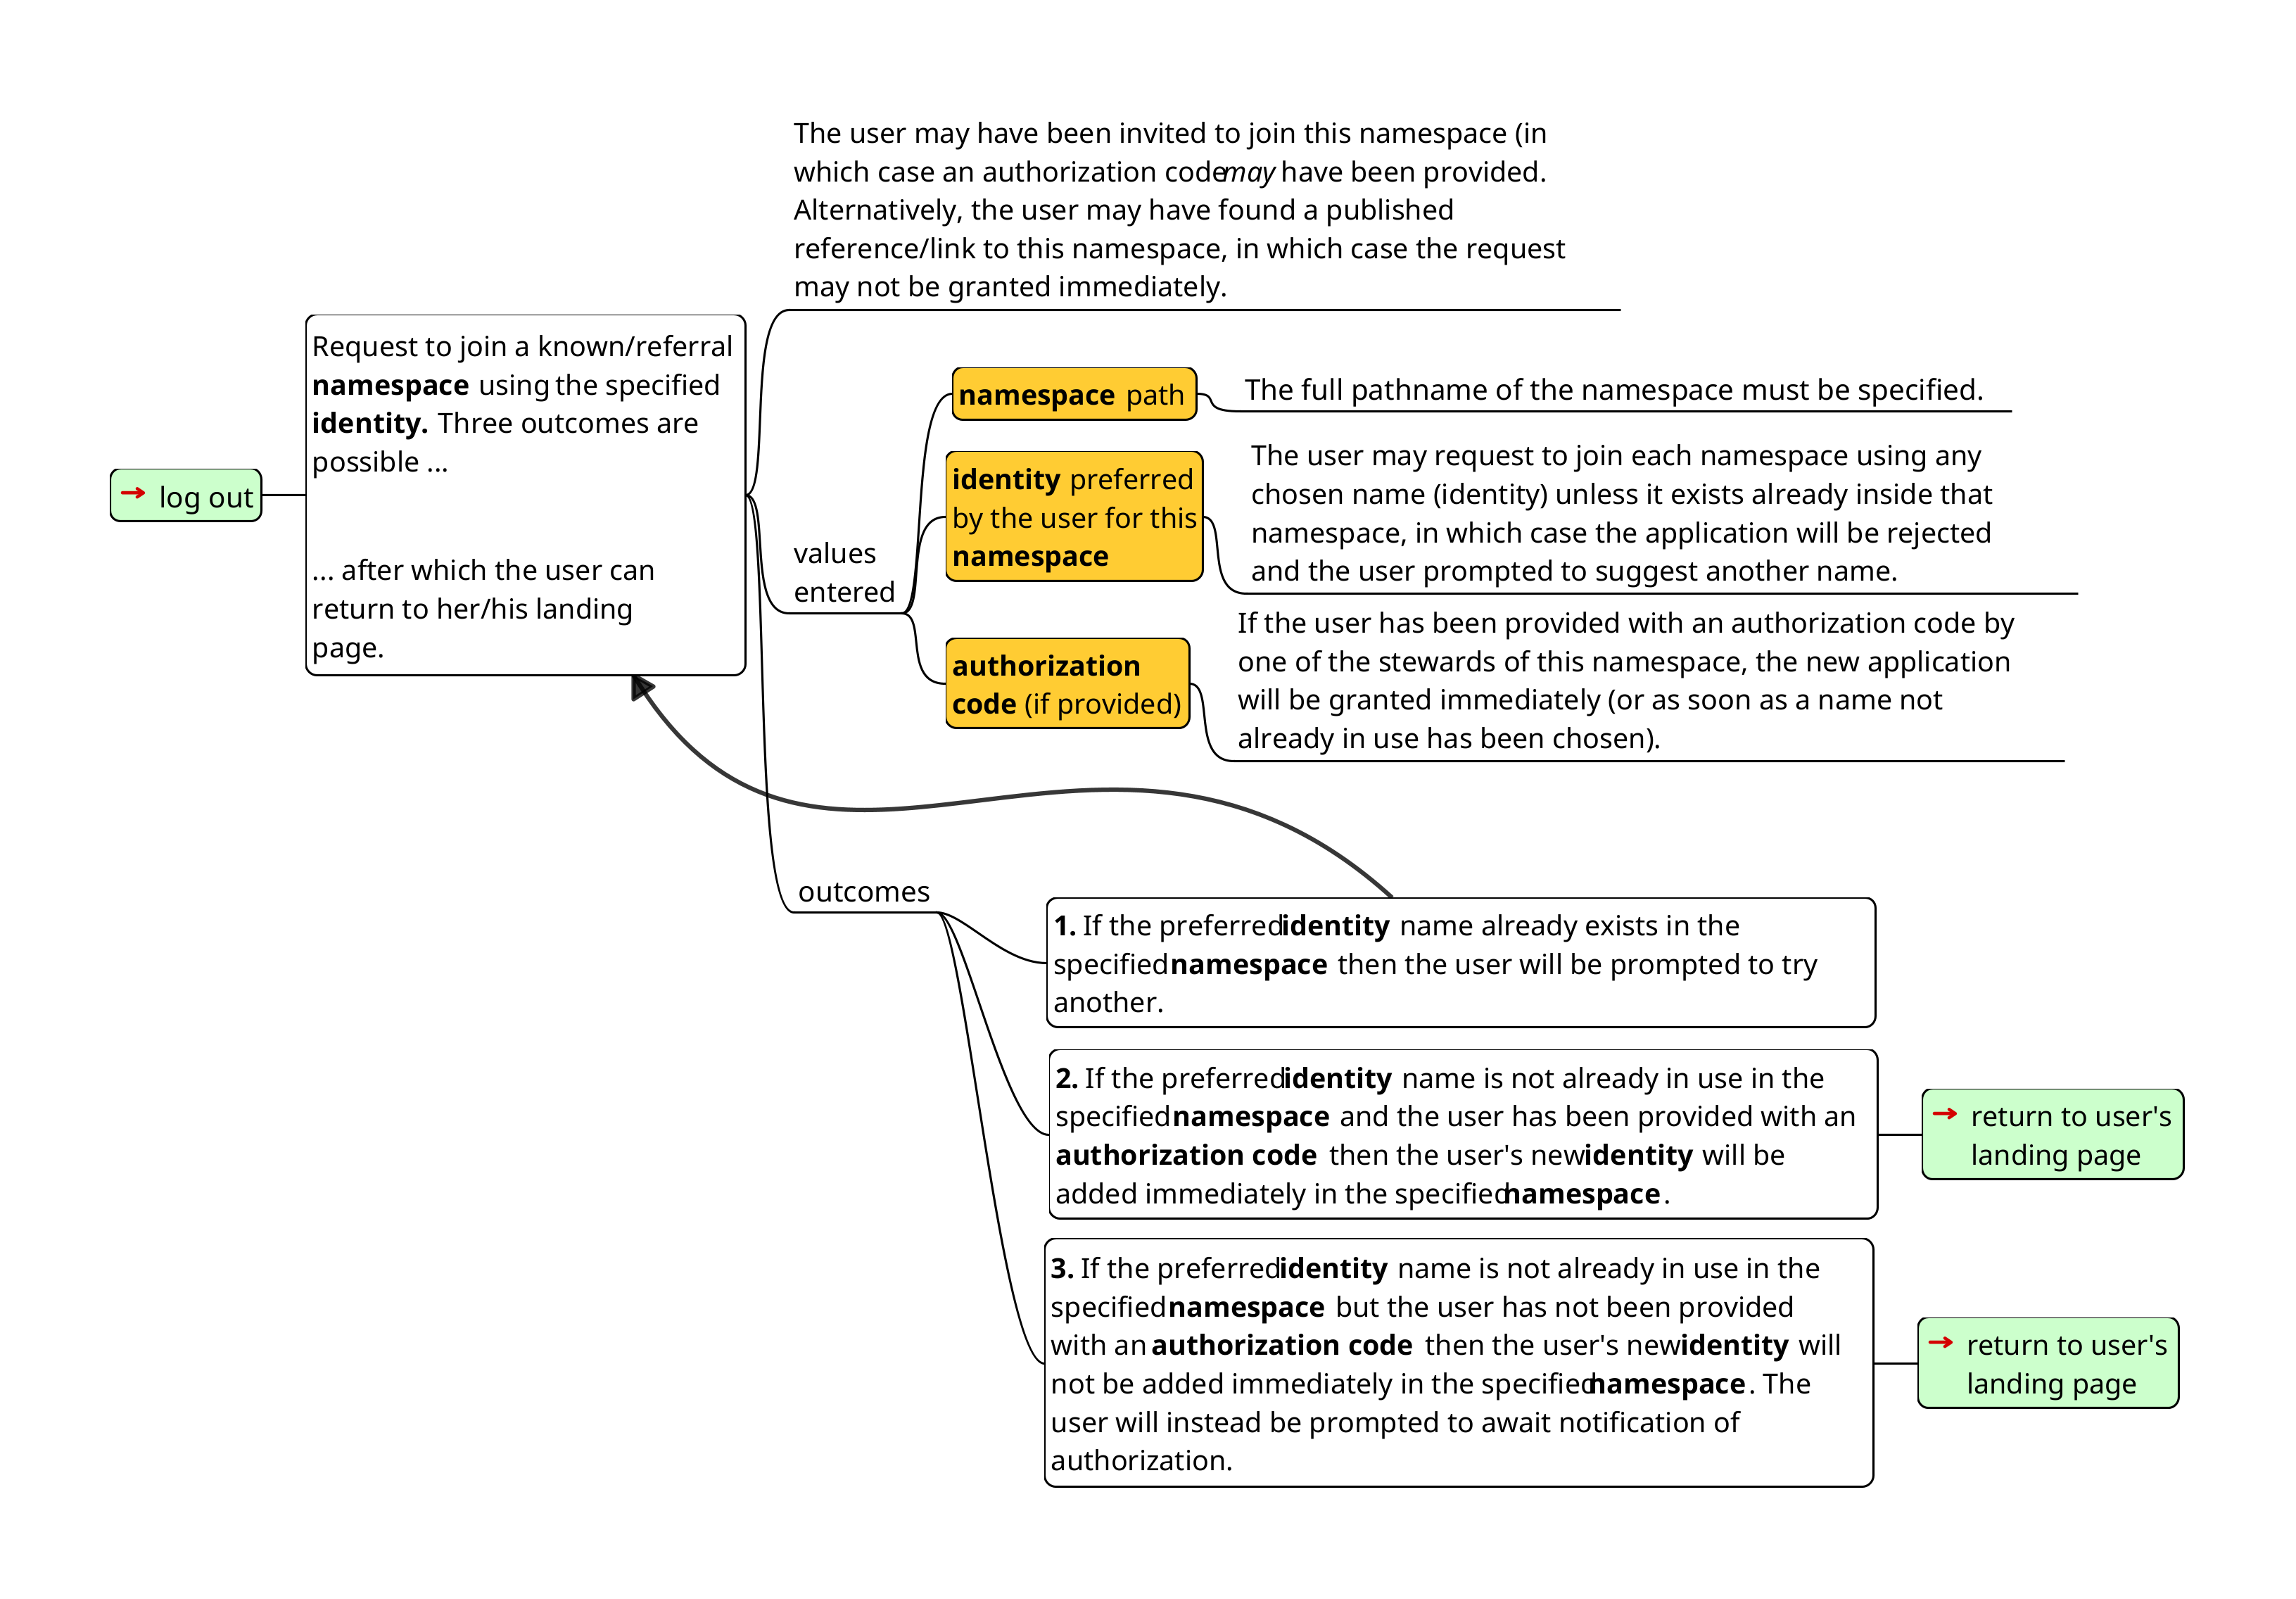 The user may have been invited to join this namespace (in
which case an authorization code may have been provided.
Alternatively, the user may have found a published
reference/link to this namespace, in which case the request
may not be granted immediately.
Request to join a known/referral
namespace using the specified
identity. Three outcomes are
possible ...
... after which the user can
return to her/his landing
page.
→ log out
values
entered
namespace path
The full pathname of the namespace must be specified.
identity preferred
by the user for this
namespace
The user may request to join each namespace using any
chosen name (identity) unless it exists already inside that
namespace, in which case the application will be rejected
and the user prompted to suggest another name.
authorization
code (if provided)
If the user has been provided with an authorization code by
one of the stewards of this namespace, the new application
will be granted immediately (or as soon as a name not
already in use has been chosen).
outcomes
1. If the preferred identity name already exists in the
specified namespace then the user will be prompted to try
another.
2. If the preferred identity name is not already in use in the
specified namespace and the user has been provided with an
authorization code then the user's new identity will be
added immediately in the specified namespace.
→ return to user's
landing page
3. If the preferred identity name is not already in use in the
specified namespace but the user has not been provided
with an authorization code then the user's new identity will
not be added immediately in the specified namespace. The
user will instead be prompted to await notification of
authorization.
→ return to user's
landing page